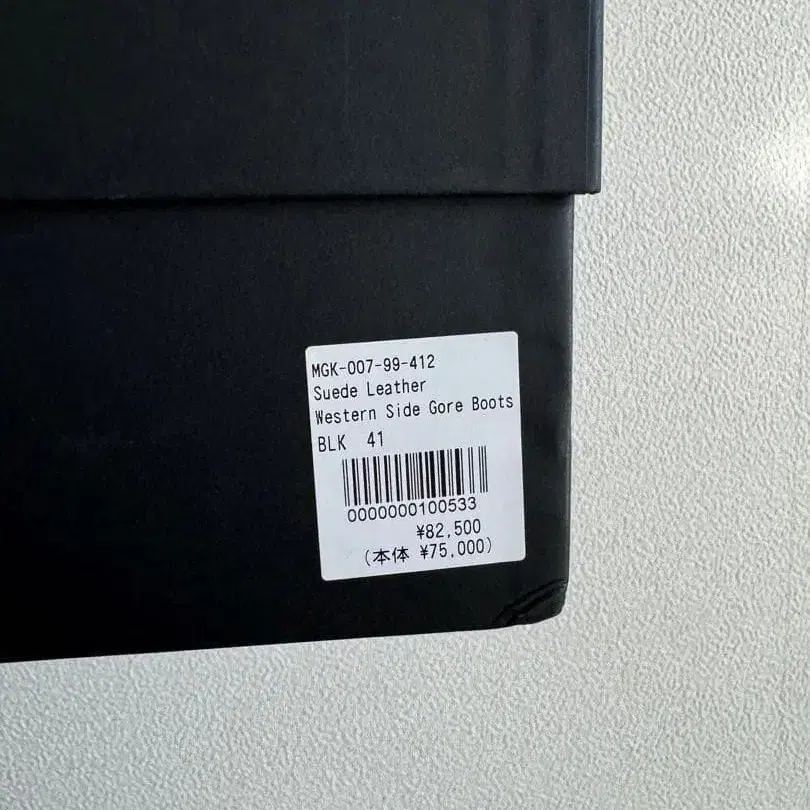 MGK-007-99-412
Suede Leather
Western Side Gore Boots
BLK 41
0000000100533
¥82,500
(本体 ¥75,000)